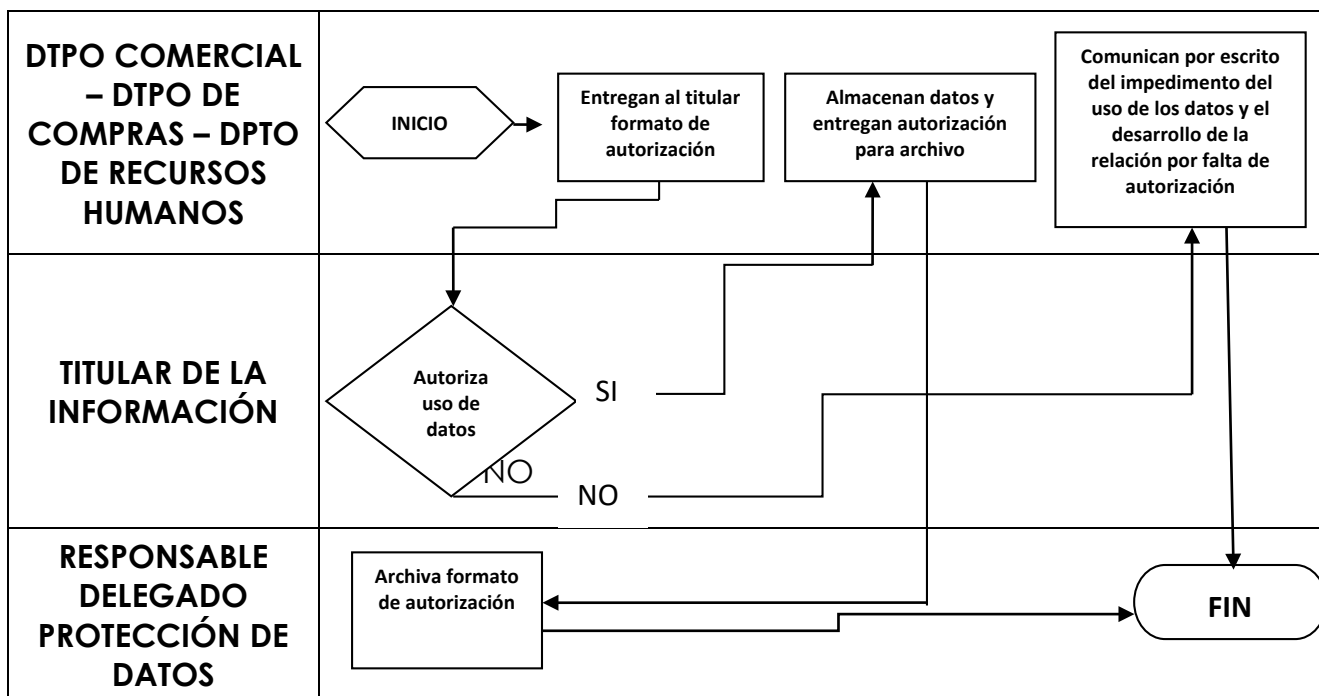 DTPO COMERCIAL
– DTPO DE
COMPRAS – DPTO
DE RECURSOS
HUMANOS
INICIO
Entregan al titular
formato de
autorización
Almacenan datos y
entregan autorización
para archivo
Comunican por escrito
del impedimento del
uso de los datos y el
desarrollo de la
relación por falta de
autorización
TITULAR DE LA
INFORMACIÓN
Autoriza
uso de
datos
SI
NO
NO
RESPONSABLE
DELEGADO
PROTECCIÓN DE
DATOS
Archiva formato
de autorización
FIN